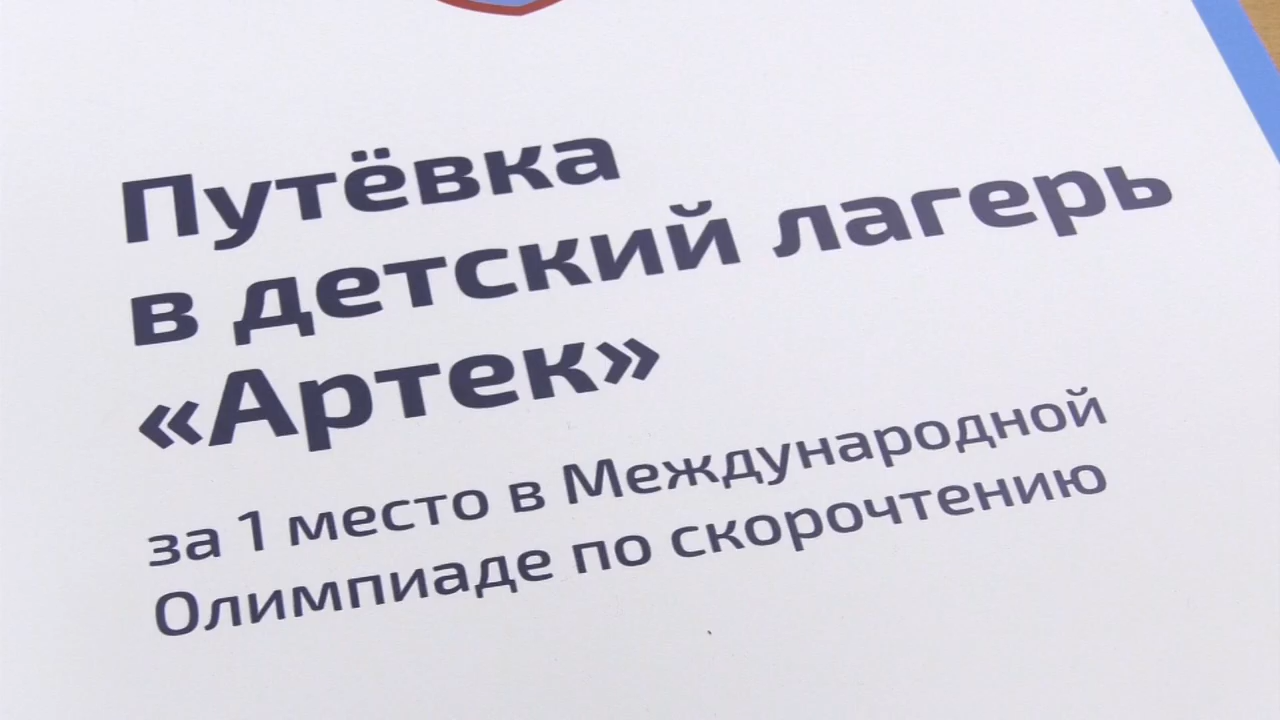 Путёвка
в детский лагерь
«Артек»
за 1 место в Международной
Олимпиаде по скорочтению